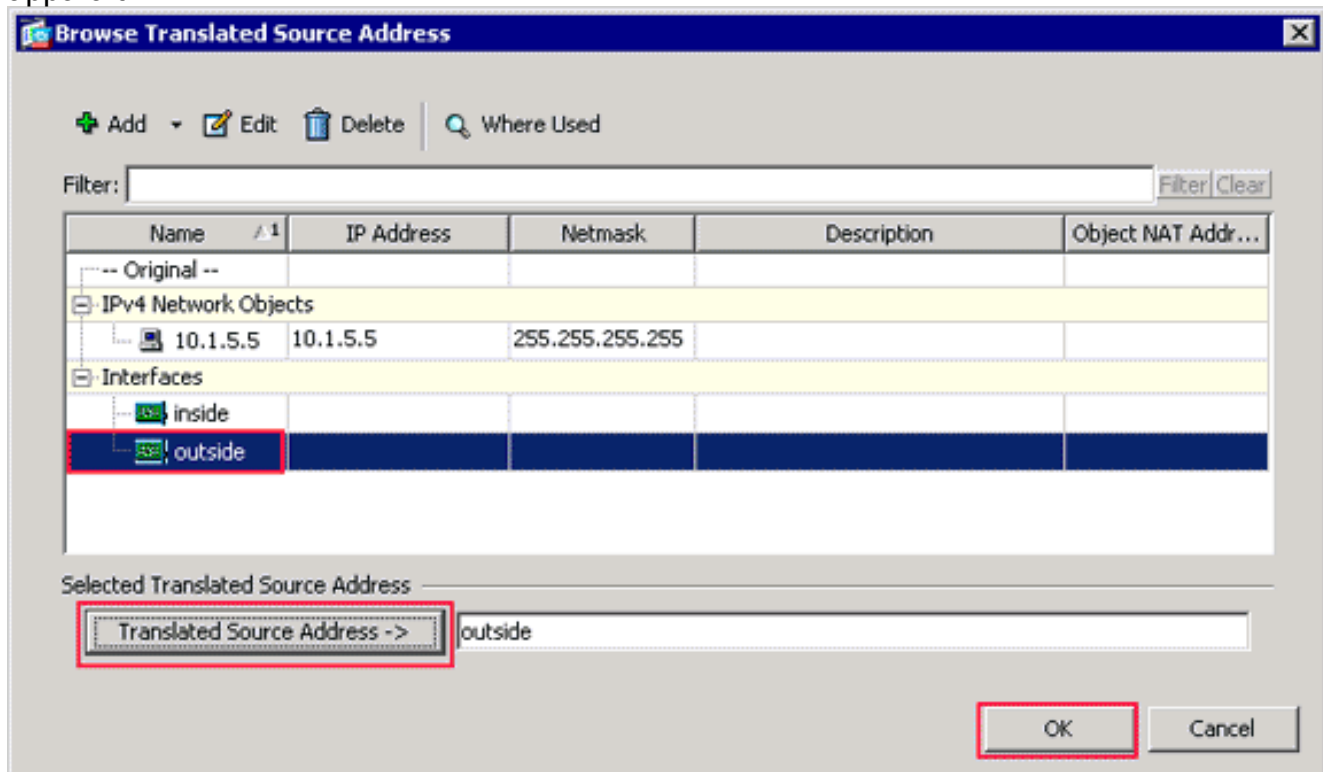 Browse Translated Source Address
Add Edit Delete Where Used
Filter: Filter Clear
Name 1 IP Address Netmask Description Object NAT Addr...
-- Original --
IPv4 Network Objects
10.1.5.5 10.1.5.5 255.255.255.255
Interfaces
inside
outside
Selected Translated Source Address
Translated Source Address -> outside
OK Cancel